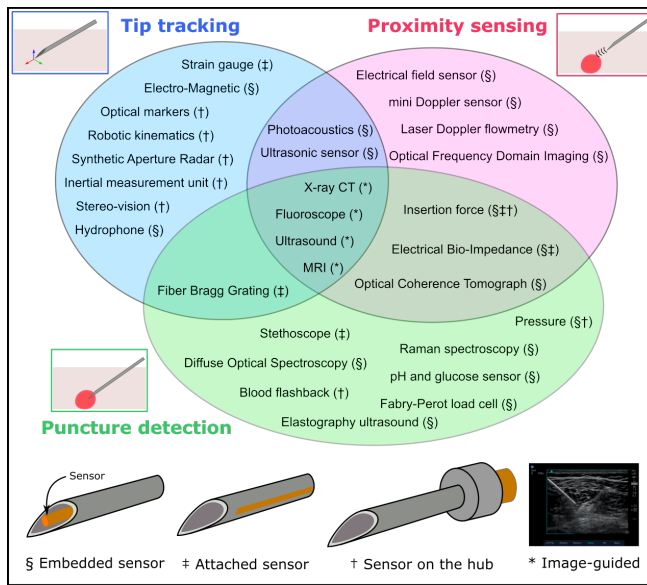 Tip tracking
Proximity sensing
Strain gauge (‡)
Electro-Magnetic (§)
Optical markers (†)
Robotic kinematics (†)
Synthetic Aperture Radar (†)
Inertial measurement unit (†)
Stereo-vision (†)
Hydrophone (§)
Photoacoustics (§)
Ultrasonic sensor (§)
Electrical field sensor (§)
mini Doppler sensor (§)
Laser Doppler flowmetry (§)
Optical Frequency Domain Imaging (§)
X-ray CT (*)
Fluoroscope (*)
Ultrasound (*)
MRI (*)
Insertion force (§‡†)
Electrical Bio-Impedance (§‡)
Optical Coherence Tomograph (§)
Fiber Bragg Grating (‡)
Pressure (§†)
Stethoscope (‡)
Raman spectroscopy (§)
Diffuse Optical Spectroscopy (§)
pH and glucose sensor (§)
Blood flashback (†)
Fabry-Perot load cell (§)
Elastography ultrasound (§)
Puncture detection
Sensor
§ Embedded sensor
‡ Attached sensor
† Sensor on the hub
* Image-guided